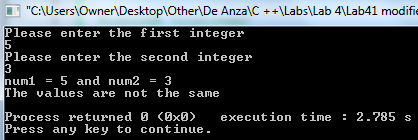 "C:\Users\Owner\Desktop\Other\De Anza\C ++\Labs\Lab 4\Lab41 modifie
Please enter the first integer
5
Please enter the second integer
3
num1 = 5 and num2 = 3
The values are not the same
Process returned 0 (0x0)   execution time : 2.785 s
Press any key to continue.